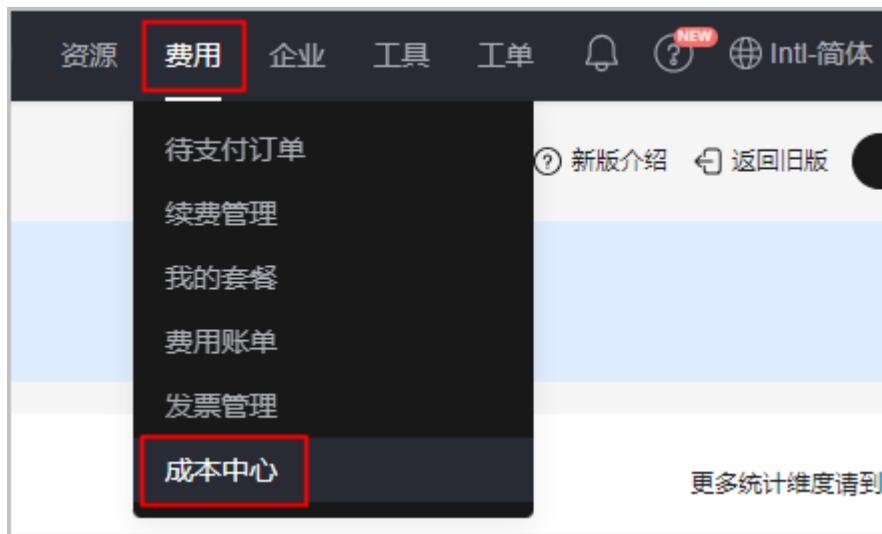 资源 费用 企业 工具 工单 NEW Intl-简体
待支付订单
新版介绍 返回旧版
续费管理
我的套餐
费用账单
发票管理
成本中心
更多统计维度请到